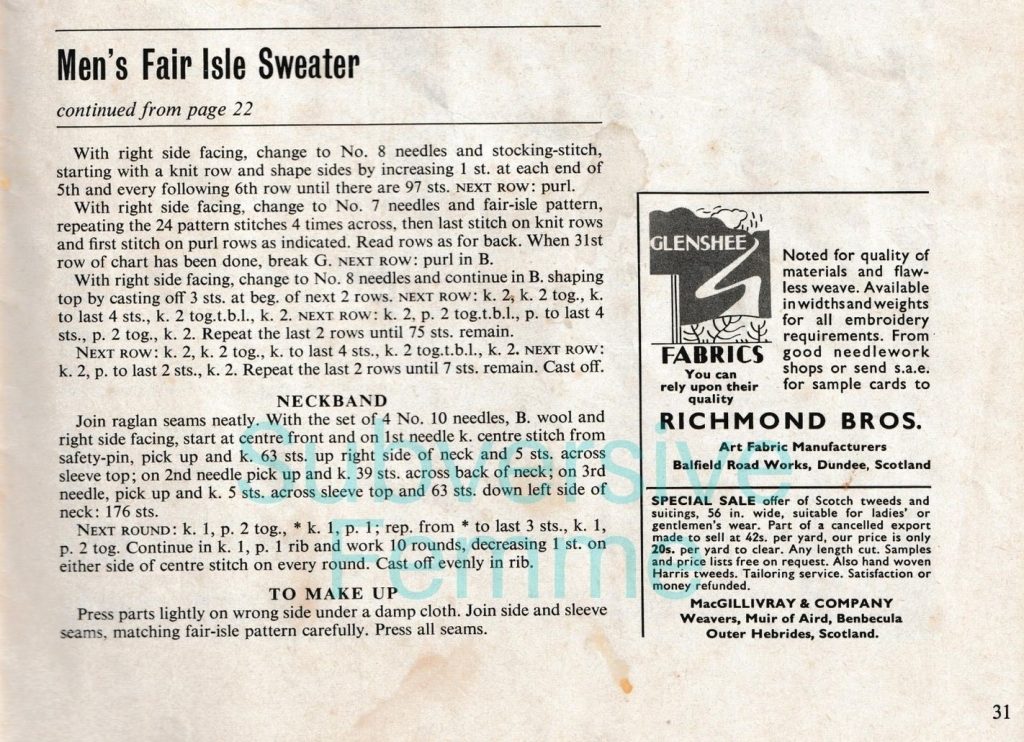 Men's Fair Isle Sweater
continued from page 22
With right side facing, change to No. 8 needles and stocking-stitch,
starting with a knit row and shape sides by increasing 1 st. at each end of
5th and every following 6th row until there are 97 sts. NEXT ROW: purl.
With right side facing, change to No. 7 needles and fair-isle pattern,
repeating the 24 pattern stitches 4 times across, then last stitch on knit rows
and first stitch on purl rows as indicated. Read rows as for back. When 31st
row of chart has been done, break G. NEXT ROW: purl in B.
With right side facing, change to No. 8 needles and continue in B. shaping
top by casting off 3 sts. at beg. of next 2 rows. NEXT ROW: k. 2, k. 2 tog., k.
to last 4 sts., k. 2 tog.t.b.l., k. 2. NEXT ROW: k. 2, p. 2 tog.t.b.l., p. to last 4
sts., p. 2 tog., k. 2. Repeat the last 2 rows until 75 sts. remain.
NEXT ROW: k. 2, k. 2 tog., k. to last 4 sts., k. 2 tog.t.b.l., k. 2. NEXT ROW:
k. 2, p. to last 2 sts., k. 2. Repeat the last 2 rows until 7 sts. remain. Cast off.
NECKBAND
Join raglan seams neatly. With the set of 4 No. 10 needles, B. wool and
right side facing, start at centre front and on 1st needle k. centre stitch from
safety-pin, pick up and k. 63 sts. up right side of neck and 5 sts. across
sleeve top; on 2nd needle pick up and k. 39 sts. across back of neck; on 3rd
needle, pick up and k. 5 sts. across sleeve top and 63 sts. down left side of
neck: 176 sts.
NEXT ROUND: k. 1, p. 2 tog., * k. 1, p. 1; rep. from * to last 3 sts., k. 1,
p. 2 tog. Continue in k. 1, p. 1 rib and work 10 rounds, decreasing 1 st. on
either side of centre stitch on every round. Cast off evenly in rib.
TO MAKE UP
Press parts lightly on wrong side under a damp cloth. Join side and sleeve
seams, matching fair-isle pattern carefully. Press all seams.
Subversive
Femme
GLENSHEE
FABRICS
You can
rely upon their
quality
Noted for quality of
materials and flaw-
less weave. Available
in widths and weights
for all embroidery
requirements. From
good needlework
shops or send s.a.e.
for sample cards to
RICHMOND BROS.
Art Fabric Manufacturers
Balfield Road Works, Dundee, Scotland
SPECIAL SALE offer of Scotch tweeds and
suitings, 56 in. wide, suitable for ladies' or
gentlemen's wear. Part of a cancelled export
made to sell at 42s. per yard, our price is only
20s. per yard to clear. Any length cut. Samples
and price lists free on request. Also hand woven
Harris tweeds. Tailoring service. Satisfaction or
money refunded.
MacGILLIVRAY & COMPANY
Weavers, Muir of Aird, Benbecula
Outer Hebrides, Scotland.
31